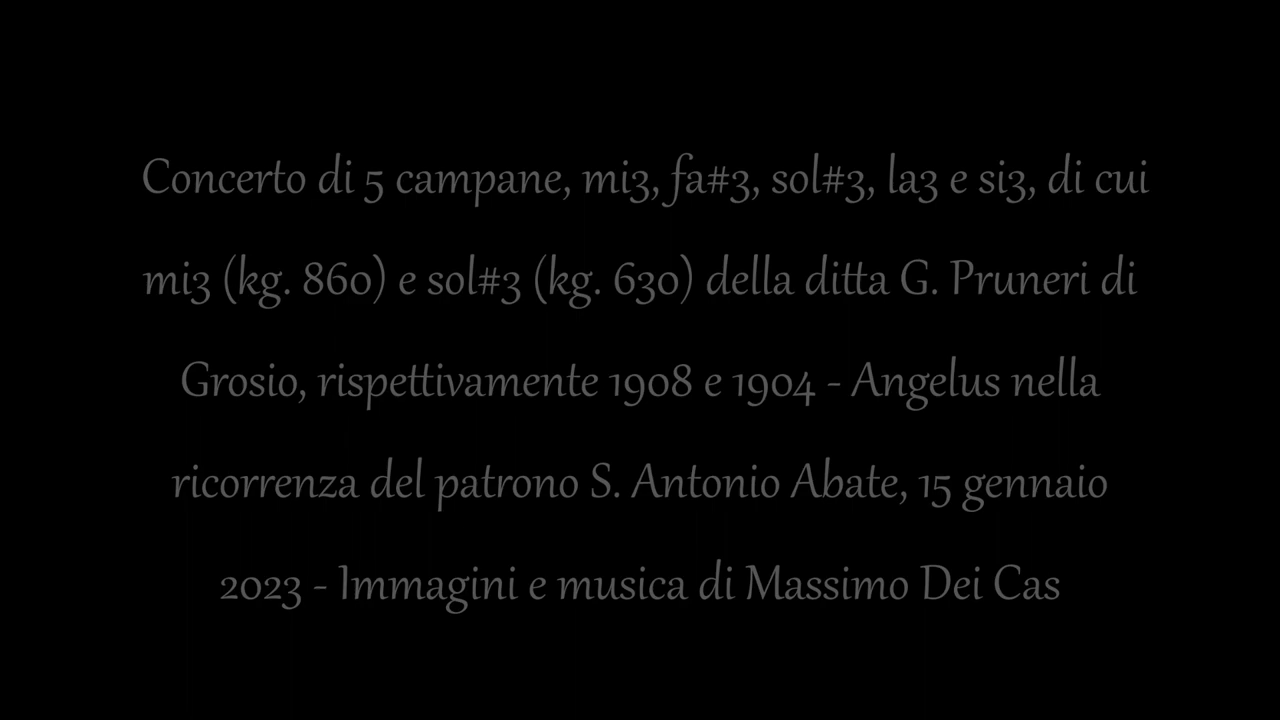 Concerto di 5 campane, mi3, fa#3, sol#3, la3 e si3, di cui
mi3 (kg. 860) e sol#3 (kg. 630) della ditta G. Pruneri di
Grosio, rispettivamente 1908 e 1904 - Angelus nella
ricorrenza del patrono S. Antonio Abate, 15 gennaio
2023 - Immagini e musica di Massimo Dei Cas